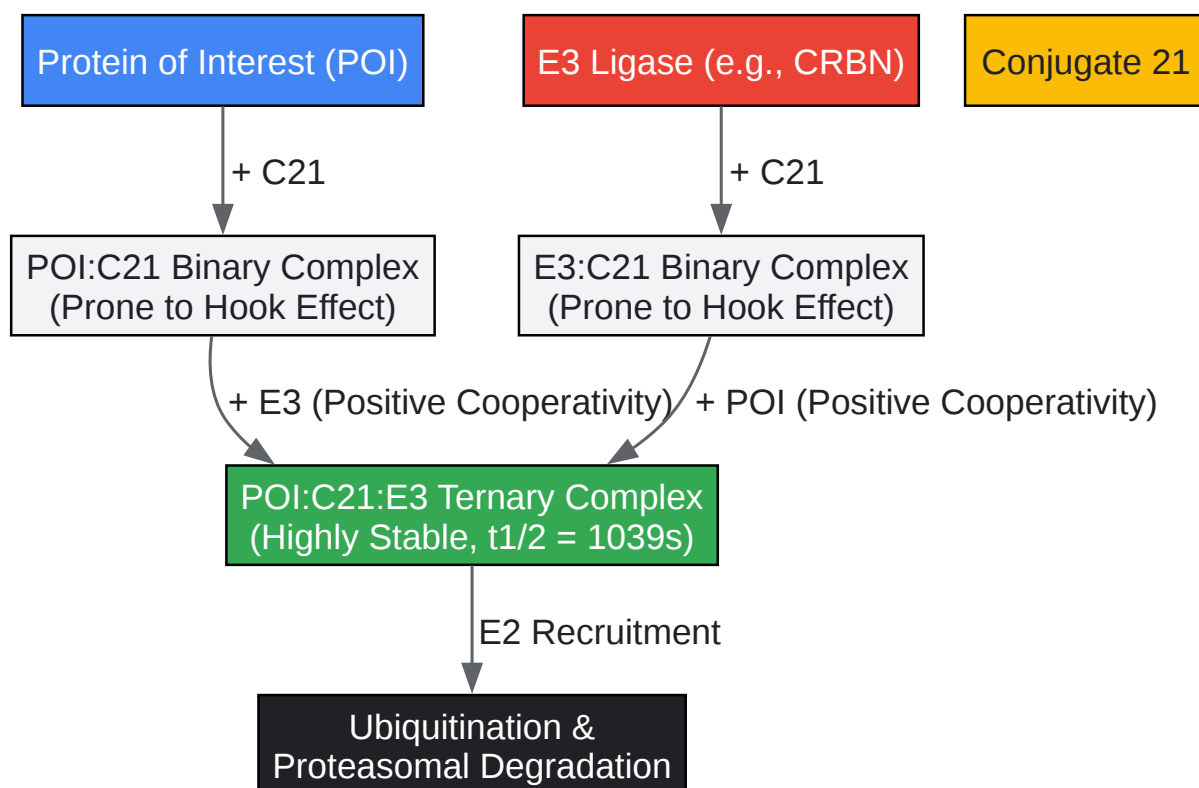 Protein of Interest (POI)
E3 Ligase (e.g., CRBN)
Conjugate 21
+ C21
+ C21
POI:C21 Binary Complex
(Prone to Hook Effect)
E3:C21 Binary Complex
(Prone to Hook Effect)
+ E3 (Positive Cooperativity)
+ POI (Positive Cooperativity)
POI:C21:E3 Ternary Complex
(Highly Stable, t1/2 = 1039s)
E2 Recruitment
Ubiquitination &
Proteasomal Degradation